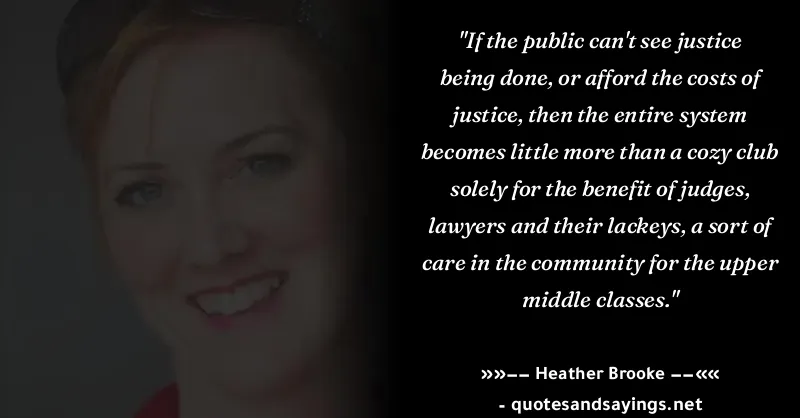 "If the public can't see justice
being done, or afford the costs of
justice, then the entire system
becomes little more than a cozy club
solely for the benefit of judges,
lawyers and their lackeys, a sort of
care in the community for the upper
middle classes."
»»−− Heather Brooke −−««
- quotesandsayings.net